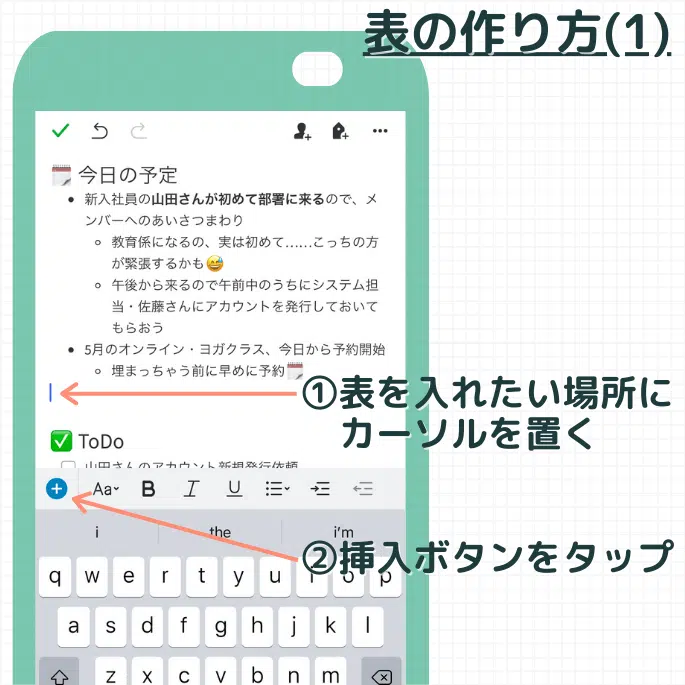 表の作り方(1)
今日の予定
新入社員の山田さんが初めて部署に来るので、メ
ンバーへのあいさつまわり
教育係になるの、実は初めて……こっちの方
が緊張するかも😅
午後から来るので午前中のうちにシステム担
当・佐藤さんにアカウントを発行しておいて
もらおう
5月のオンライン・ヨガクラス、今日から予約開始
埋まっちゃう前に早めに予約
①表を入れたい場所に
カーソルを置く
ToDo
山田さんのアカウント新規発行依頼
Aa B I U
i the i'm
②挿入ボタンをタップ
q w e r t y u i o p
a s d f g h j k l
z x c v b n m